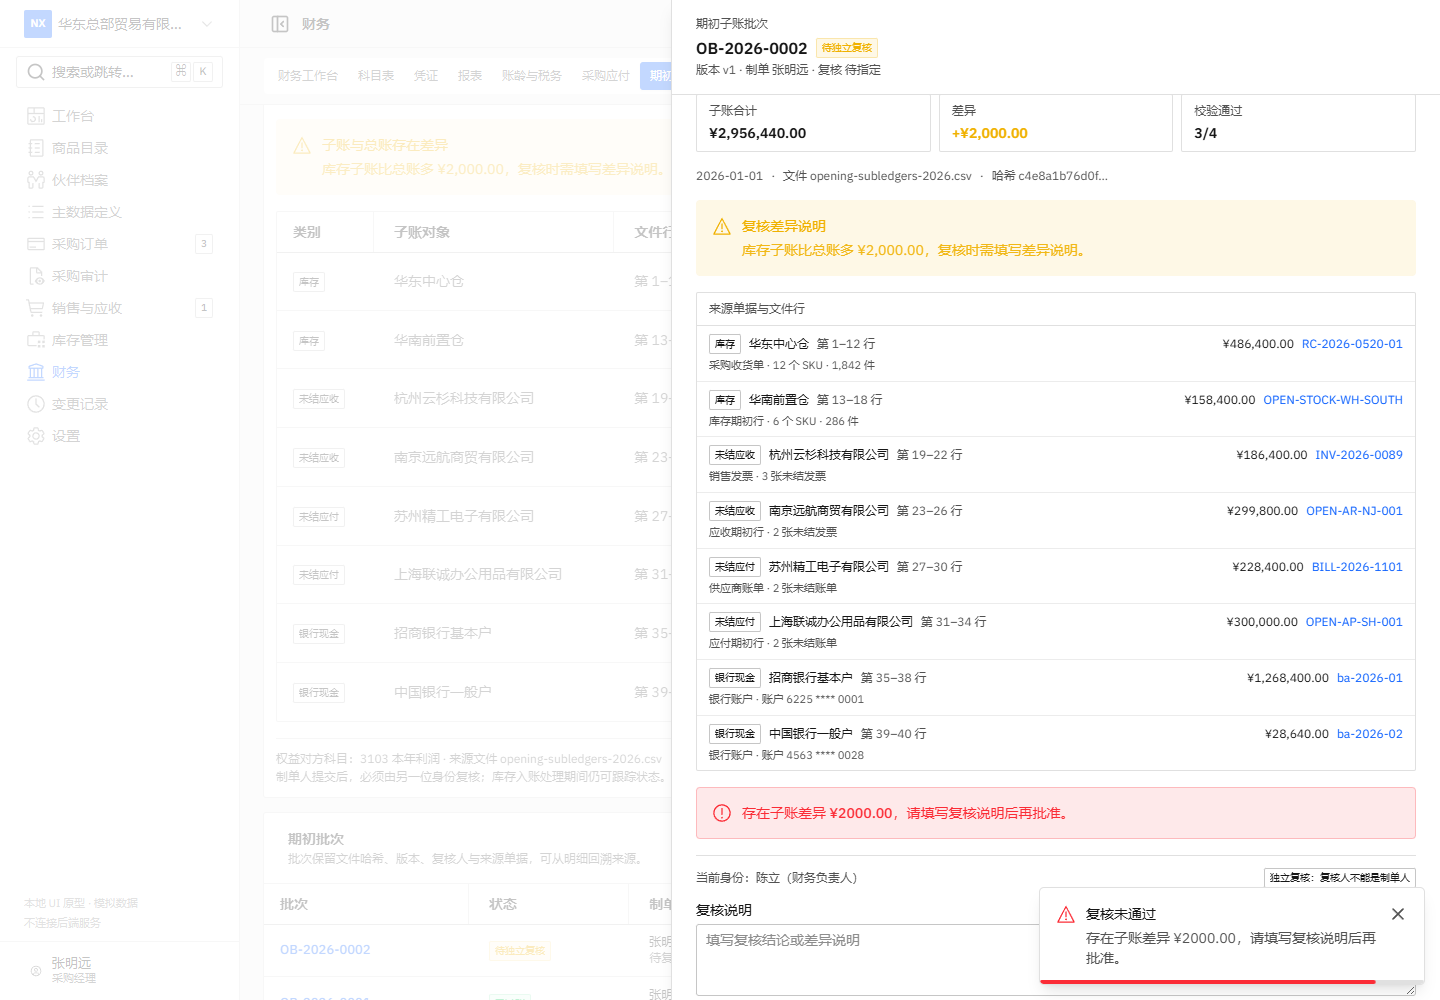 NX 华东总部贸易有限...
搜索或跳转... ⌘ K
工作台
商品目录
伙伴档案
主数据定义
采购订单 3
采购审计
销售与应收 1
库存管理
财务
变更记录
设置
本地 UI 原型 · 模拟数据
不连接后端服务
张明远
采购经理
财务
财务工作台 科目表 凭证 报表 账龄与税务 采购应付 期初
子账与总账存在差异
库存子账比总账多 ¥2,000.00，复核时需填写差异说明。
类别 子账对象 文件行
库存 华东中心仓 第 1–1
库存 华南前置仓 第 13–
未结应收 杭州云杉科技有限公司 第 19–
未结应收 南京远航商贸有限公司 第 23–
未结应付 苏州精工电子有限公司 第 27–
未结应付 上海联诚办公用品有限公司 第 31–
银行现金 招商银行基本户 第 35–
银行现金 中国银行一般户 第 39–
权益对方科目：3103 本年利润 · 来源文件 opening-subledgers-2026.csv
制单人提交后，必须由另一位身份复核；库存入账处理期间仍可跟踪状态。
期初批次
批次保留文件哈希、版本、复核人与来源单据，可从明细回溯来源。
批次 状态 制单
OB-2026-0002 待独立复核 张明
待复
期初子账批次
OB-2026-0002 待独立复核
版本 v1 · 制单 张明远 · 复核 待指定
子账合计
¥2,956,440.00
差异
+¥2,000.00
校验通过
3/4
2026-01-01 · 文件 opening-subledgers-2026.csv · 哈希 c4e8a1b76d0f...
复核差异说明
库存子账比总账多 ¥2,000.00，复核时需填写差异说明。
来源单据与文件行
库存 华东中心仓 第 1–12 行 ¥486,400.00 RC-2026-0520-01
采购收货单 · 12 个 SKU · 1,842 件
库存 华南前置仓 第 13–18 行 ¥158,400.00 OPEN-STOCK-WH-SOUTH
库存期初行 · 6 个 SKU · 286 件
未结应收 杭州云杉科技有限公司 第 19–22 行 ¥186,400.00 INV-2026-0089
销售发票 · 3 张未结发票
未结应收 南京远航商贸有限公司 第 23–26 行 ¥299,800.00 OPEN-AR-NJ-001
应收期初行 · 2 张未结发票
未结应付 苏州精工电子有限公司 第 27–30 行 ¥228,400.00 BILL-2026-1101
供应商账单 · 2 张未结账单
未结应付 上海联诚办公用品有限公司 第 31–34 行 ¥300,000.00 OPEN-AP-SH-001
应付期初行 · 2 张未结账单
银行现金 招商银行基本户 第 35–38 行 ¥1,268,400.00 ba-2026-01
银行账户 · 账户 6225 **** 0001
银行现金 中国银行一般户 第 39–40 行 ¥28,640.00 ba-2026-02
银行账户 · 账户 4563 **** 0028
存在子账差异 ¥2000.00，请填写复核说明后再批准。
当前身份：陈立（财务负责人） 独立复核：复核人不能是制单人
复核说明
填写复核结论或差异说明
复核未通过
存在子账差异 ¥2000.00，请填写复核说明后再
批准。